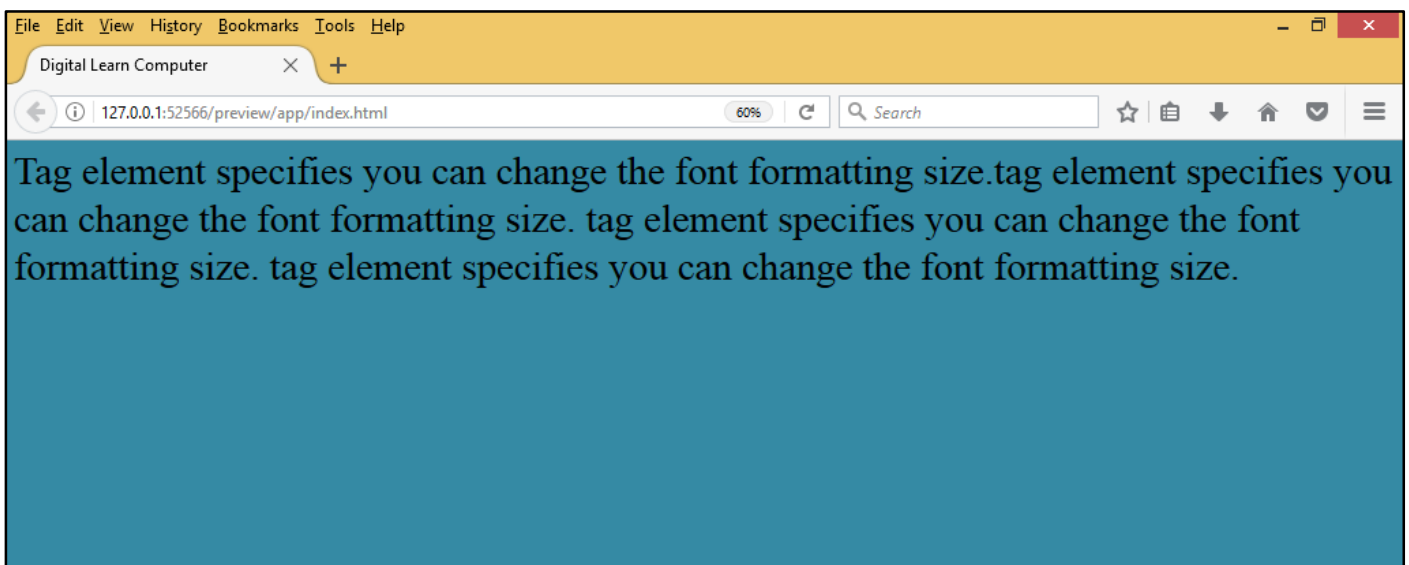 File Edit View History Bookmarks Tools Help
Digital Learn Computer
127.0.0.1:52566/preview/app/index.html 60% Search
Tag element specifies you can change the font formatting size.tag element specifies you
can change the font formatting size. tag element specifies you can change the font
formatting size. tag element specifies you can change the font formatting size.